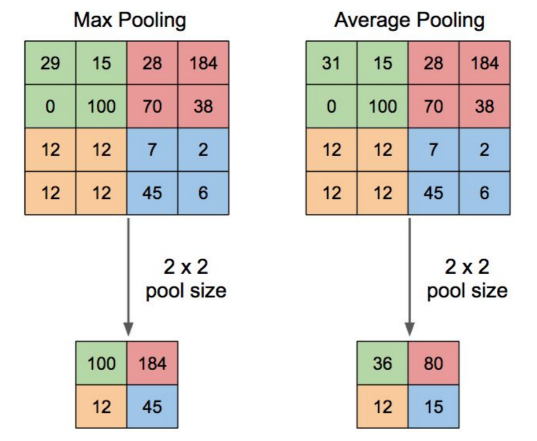 Max Pooling
29 15 28 184
0 100 70 38
12 12 7 2
12 12 45 6
2 x 2
pool size
100 184
12 45
Average Pooling
31 15 28 184
0 100 70 38
12 12 7 2
12 12 45 6
2 x 2
pool size
36 80
12 15